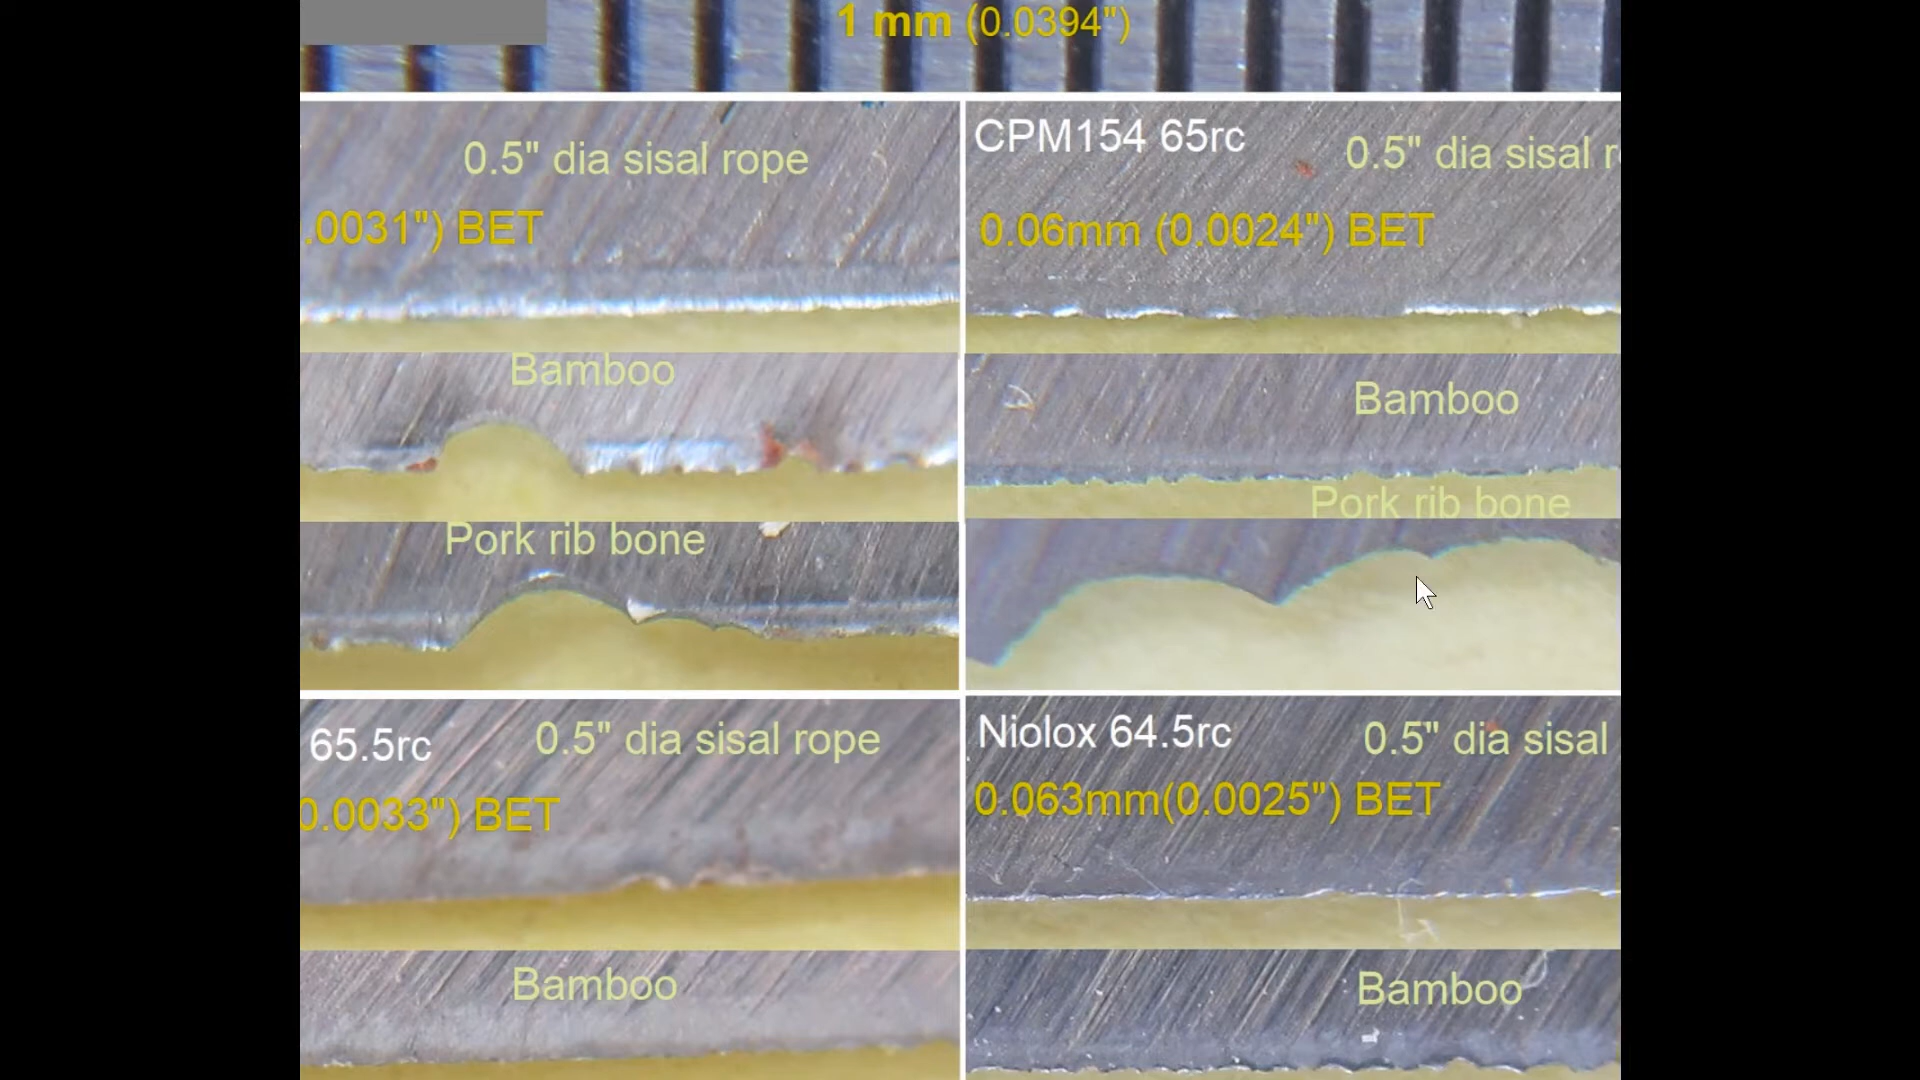 1 mm (0.0394")
0.5" dia sisal rope
.0031") BET
Bamboo
Pork rib bone
CPM154 65rc
0.5" dia sisal r
0.06mm (0.0024") BET
Bamboo
Pork rib bone
65.5rc
0.5" dia sisal rope
0.0033") BET
Bamboo
Niolox 64.5rc
0.5" dia sisal
0.063mm(0.0025") BET
Bamboo